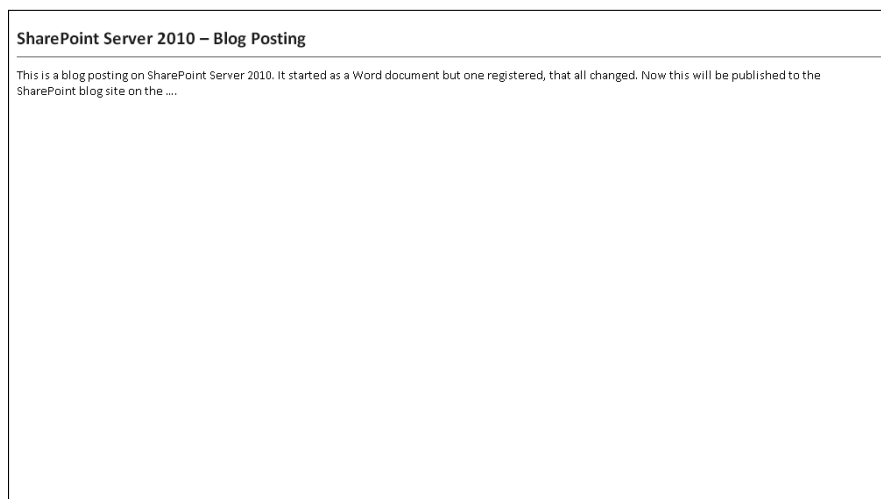 SharePoint Server 2010 – Blog Posting
This is a blog posting on SharePoint Server 2010. It started as a Word document but one registered, that all changed. Now this will be published to the
SharePoint blog site on the ....